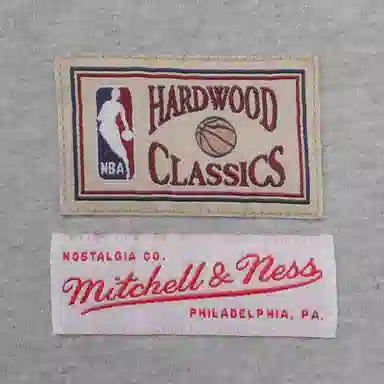 HARDWOOD
NBA
CLASSICS
NOSTALGIA CO.
Mitchell & Ness
PHILADELPHIA, PA.